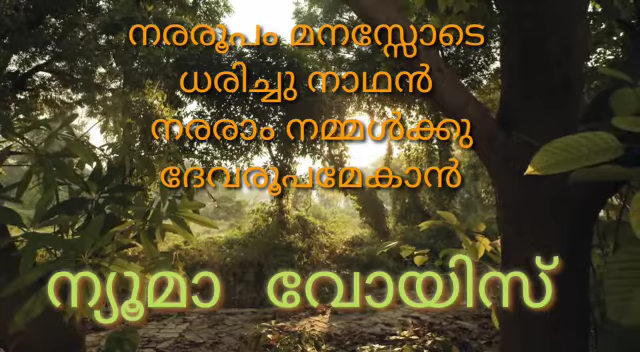 നരരൂപം മനസ്സോടെ
ധരിച്ചു നാഥൻ
നരരാം നമ്മൾക്കു
ദേവരൂപമേകാൻ
ന്യൂമാ വോയിസ്